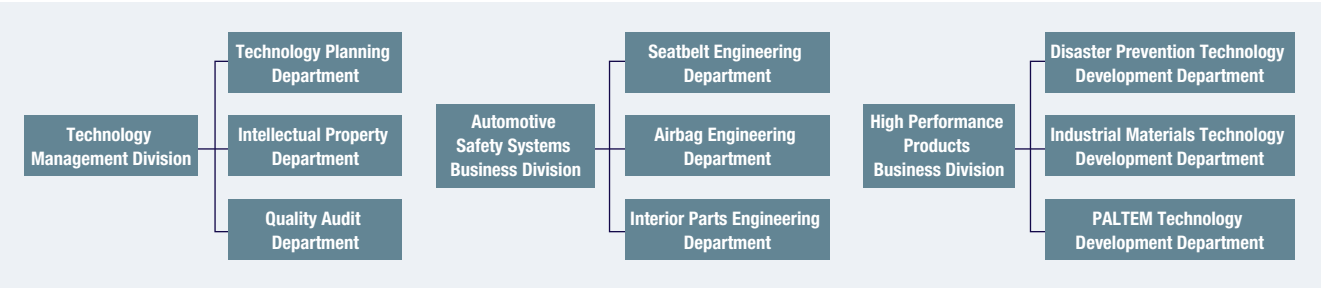 Technology
Management Division
Technology Planning
Department
Intellectual Property
Department
Quality Audit
Department
Automotive
Safety Systems
Business Division
Seatbelt Engineering
Department
Airbag Engineering
Department
Interior Parts Engineering
Department
High Performance
Products
Business Division
Disaster Prevention Technology
Development Department
Industrial Materials Technology
Development Department
PALTEM Technology
Development Department